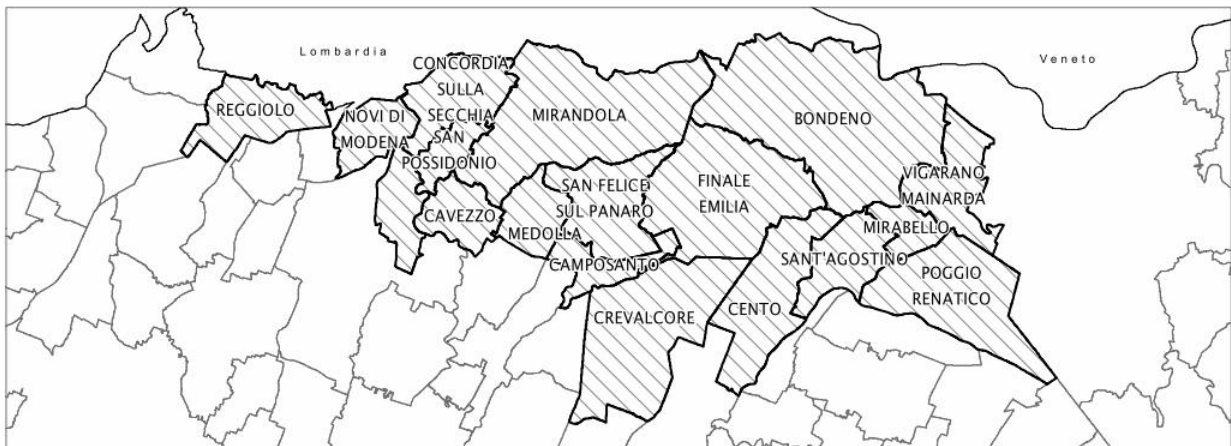 Lombardia
Veneto
CONCORDIA
SULLA
SECCHIA
REGGIOLO
NOVI DI
MODENA
SAN
POSSIDONIO
MIRANDOLA
BONDENO
CAVEZZO
MEDOLLA
SAN FELICE
SUL PANARO
FINALE
EMILIA
VIGARANO
MAINARDA
MIRABELLO
CAMPOSANTO
SANT'AGOSTINO
POGGIO
RENATICO
CREVALCORE
CENTO